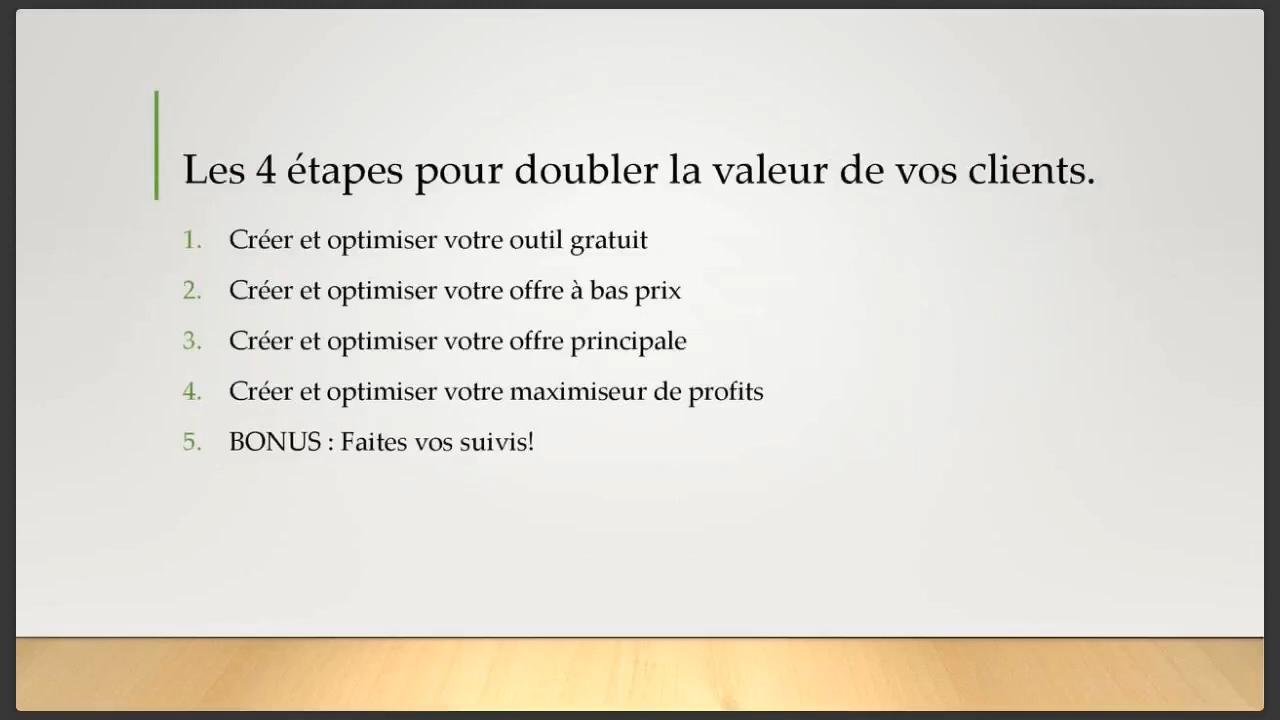 Les 4 étapes pour doubler la valeur de vos clients.
1. Créer et optimiser votre outil gratuit
2. Créer et optimiser votre offre à bas prix
3. Créer et optimiser votre offre principale
4. Créer et optimiser votre maximiseur de profits
5. BONUS : Faites vos suivis!